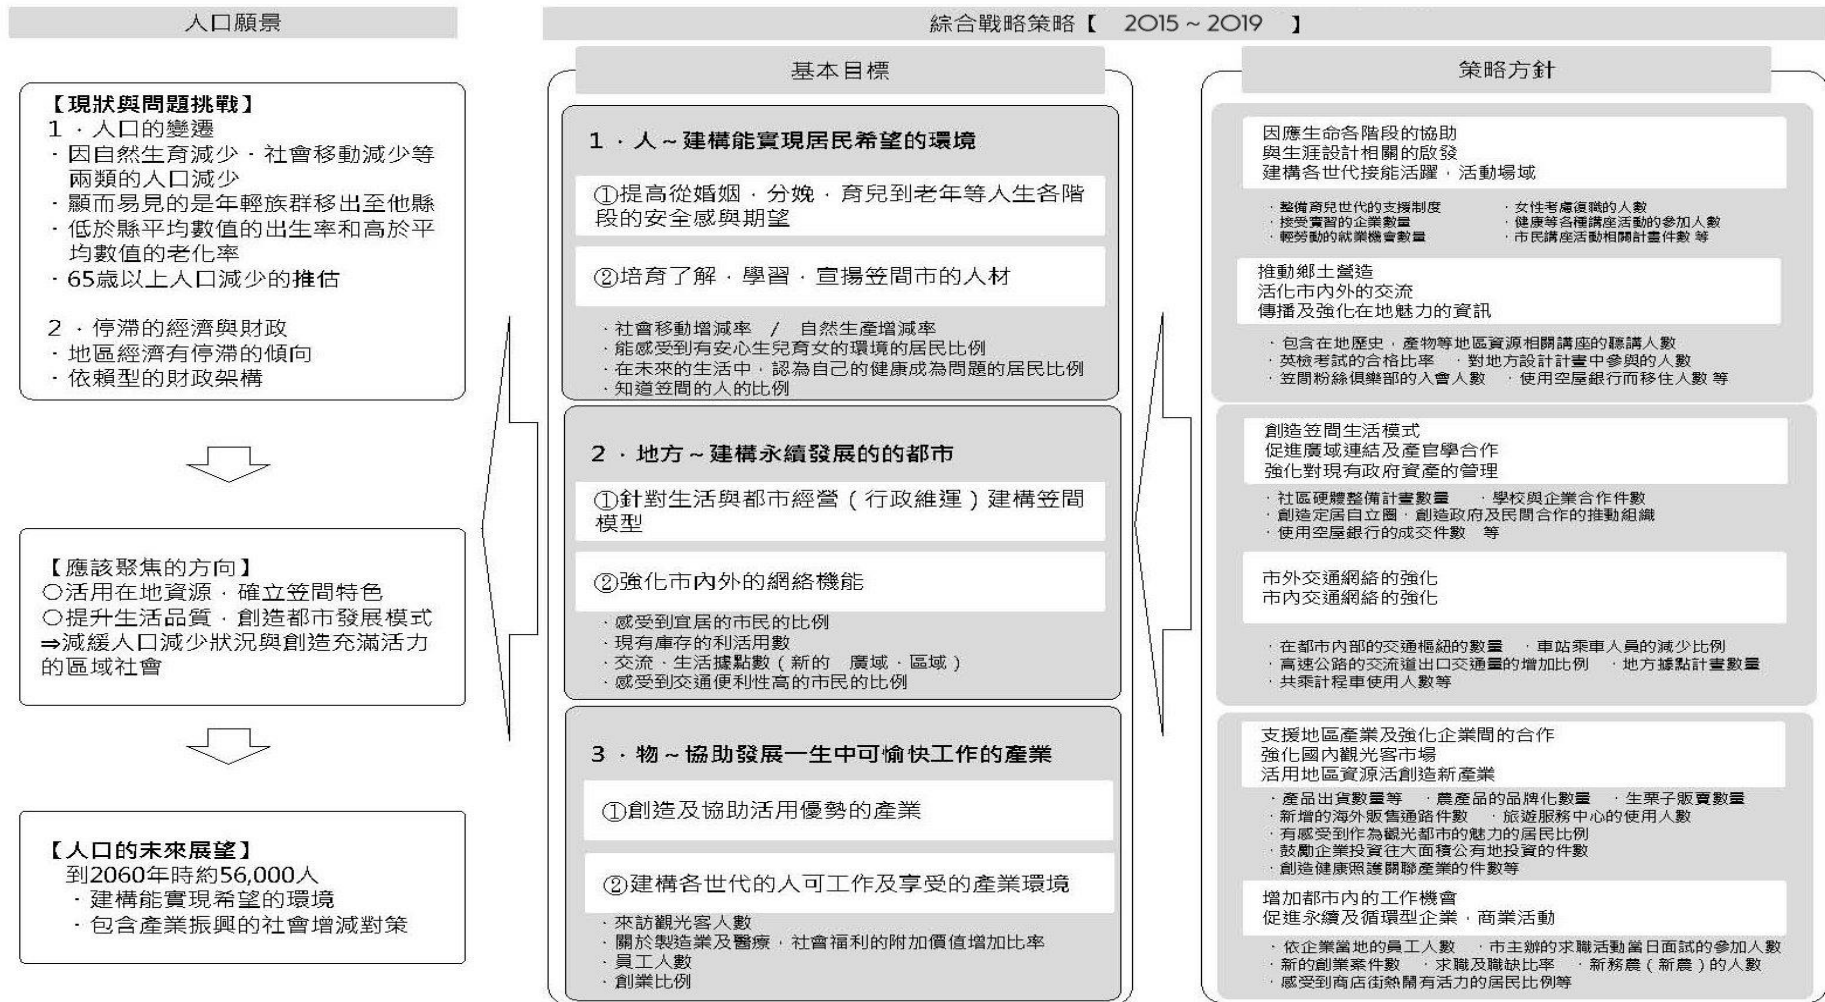 人口願景
【現狀與問題挑戰】
1．人口的變遷
．因自然生育減少．社會移動減少等
兩類的人口減少
．顯而易見的是年輕族群移出至他縣
．低於縣平均數值的出生率和高於平
均數值的老化率
．65歲以上人口減少的推估
2．停滯的經濟與財政
．地區經濟有停滯的傾向
．依賴型的財政架構
【應該聚焦的方向】
○活用在地資源．確立笠間特色
○提升生活品質．創造都市發展模式
⇒減緩人口減少狀況與創造充滿活力
的區域社會
【人口的未來展望】
到2060年時約56,000人
．建構能實現希望的環境
．包含產業振興的社會增減對策
綜合戰略策略【 2015～2019 】
基本目標
1．人～建構能實現居民希望的環境
①提高從婚姻．分娩．育兒到老年等人生各階
段的安全感與期望
②培育了解．學習．宣揚笠間市的人材
．社會移動增減率 / 自然生產增減率
．能感受到有安心生兒育女的環境的居民比例
．在未來的生活中，認為自己的健康成為問題的居民比例
．知道笠間的人的比例
2．地方～建構永續發展的的都市
①針對生活與都市經營（行政維運）建構笠間
模型
②強化市內外的網絡機能
．感受到宜居的市民的比例
．現有庫存的利活用數
．交流．生活據點數（新的 廣域．區域）
．感受到交通便利性高的市民的比例
3．物～協助發展一生中可愉快工作的產業
①創造及協助活用優勢的產業
②建構各世代的人可工作及享受的產業環境
．來訪觀光客人數
．關於製造業及醫療，社會福利的附加價值增加比率
．員工人數
．創業比例
策略方針
因應生命各階段的協助
與生涯設計相關的啟發
建構各世代接能活躍，活動場域
．整備育兒世代的支援制度 ．女性考慮復職的人數
．接受實習的企業數量 ．健康等各種講座活動的參加人數
．輕勞動的就業機會數量 ．市民講座活動相關計畫件數 等
推動鄉土營造
活化市內外的交流
傳播及強化在地魅力的資訊
．包含在地歷史，產物等地區資源相關講座的聽講人數
．英檢考試的合格比率 ．對地方設計計畫中參與的人數
．笠間粉絲俱樂部的入會人數 ．使用空屋銀行而移住人數 等
創造笠間生活模式
促進廣域連結及產官學合作
強化對現有政府資產的管理
．社區硬體整備計畫數量 ．學校與企業合作件數
．創造定居自立圈．創造政府及民間合作的推動組織
．使用空屋銀行的成交件數 等
市外交通網絡的強化
市內交通網絡的強化
．在都市內部的交通樞紐的數量 ．車站乘車人員的減少比例
．高速公路的交流道出口交通量的增加比例 ．地方據點計畫數量
．共乘計程車使用人數等
支援地區產業及強化企業間的合作
強化國內觀光客市場
活用地區資源活創造新產業
．產品出貨數量等 ．農產品的品牌化數量 ．生栗子販賣數量
．新增的海外販售通路件數 ．旅遊服務中心的使用人數
．有感受到作為觀光都市的魅力的居民比例
．鼓勵企業投資往大面積公有地投資的件數
．創造健康照護關聯產業的件數等
增加都市內的工作機會
促進永續及循環型企業．商業活動
．依企業當地的員工人數 ．市主辦的求職活動當日面試的參加人數
．新的創業案件數 ．求職及職缺比率 ．新務農（新農）的人數
．感受到商店街熱鬧有活力的居民比例等